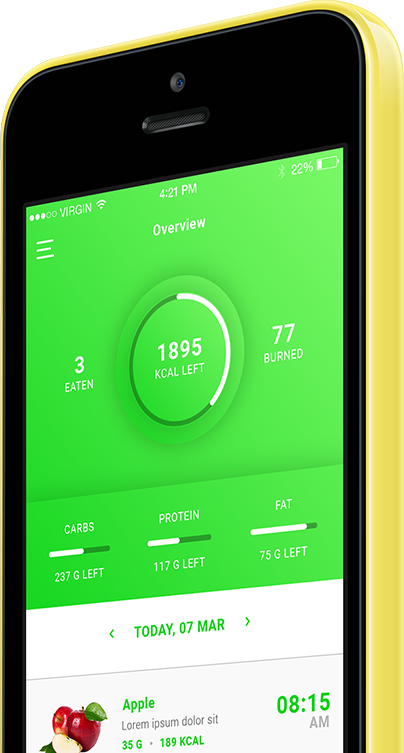 VIRGIN
4:21 PM
22%
Overview
3
EATEN
1895
KCAL LEFT
77
BURNED
CARBS
237 G LEFT
PROTEIN
117 G LEFT
FAT
75 G LEFT
‹ TODAY, 07 MAR ›
Apple
Lorem ipsum dolor sit
35 G • 189 KCAL
08:15
AM